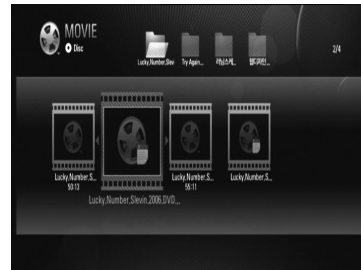 MOVIE
Disc
2/4
Lucky,Number,Slev
Try Again...
Lucky,Number,S...
50:13
Lucky,Number,Slevin,2006,DVD...
Lucky,Number,S...
55:11
Lucky,Number,S...